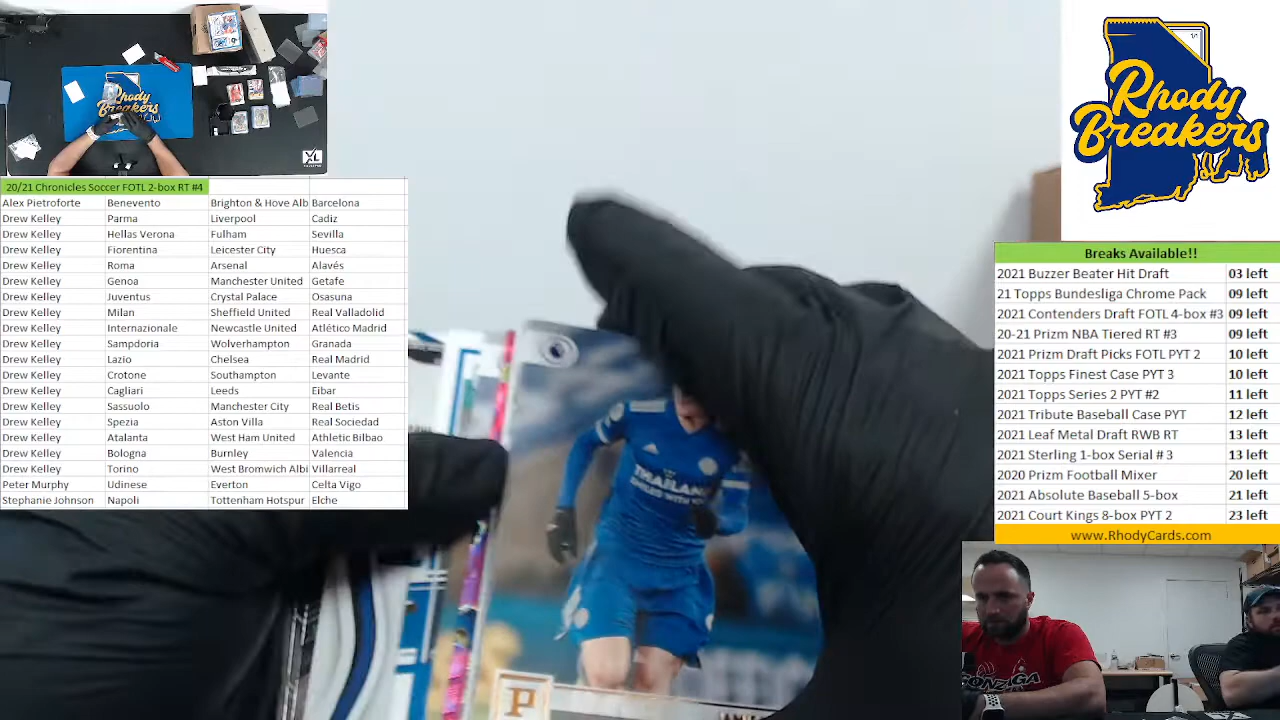 Rhody
Breakers
XL
20/21 Chronicles Soccer FOTL 2-box RT #4
Alex Pietroforte Benevento Brighton & Hove Alb Barcelona
Drew Kelley Parma Liverpool Cadiz
Drew Kelley Hellas Verona Fulham Sevilla
Drew Kelley Fiorentina Leicester City Huesca
Drew Kelley Roma Arsenal Alavés
Drew Kelley Genoa Manchester United Getafe
Drew Kelley Juventus Crystal Palace Osasuna
Drew Kelley Milan Sheffield United Real Valladolid
Drew Kelley Internazionale Newcastle United Atlético Madrid
Drew Kelley Sampdoria Wolverhampton Granada
Drew Kelley Lazio Chelsea Real Madrid
Drew Kelley Crotone Southampton Levante
Drew Kelley Cagliari Leeds Eibar
Drew Kelley Sassuolo Manchester City Real Betis
Drew Kelley Spezia Aston Villa Real Sociedad
Drew Kelley Atalanta West Ham United Athletic Bilbao
Drew Kelley Bologna Burnley Valencia
Drew Kelley Torino West Bromwich Albi Villarreal
Peter Murphy Udinese Everton Celta Vigo
Stephanie Johnson Napoli Tottenham Hotspur Elche
THAILAND
SMILES WITH YOU
P
Rhody
Breakers
Breaks Available!!
2021 Buzzer Beater Hit Draft 03 left
21 Topps Bundesliga Chrome Pack 09 left
2021 Contenders Draft FOTL 4-box #3 09 left
20-21 Prizm NBA Tiered RT #3 09 left
2021 Prizm Draft Picks FOTL PYT 2 10 left
2021 Topps Finest Case PYT 3 10 left
2021 Topps Series 2 PYT #2 11 left
2021 Tribute Baseball Case PYT 12 left
2021 Leaf Metal Draft RWB RT 13 left
2021 Sterling 1-box Serial # 3 13 left
2020 Prizm Football Mixer 20 left
2021 Absolute Baseball 5-box 21 left
2021 Court Kings 8-box PYT 2 23 left
www.RhodyCards.com
GONZAGA